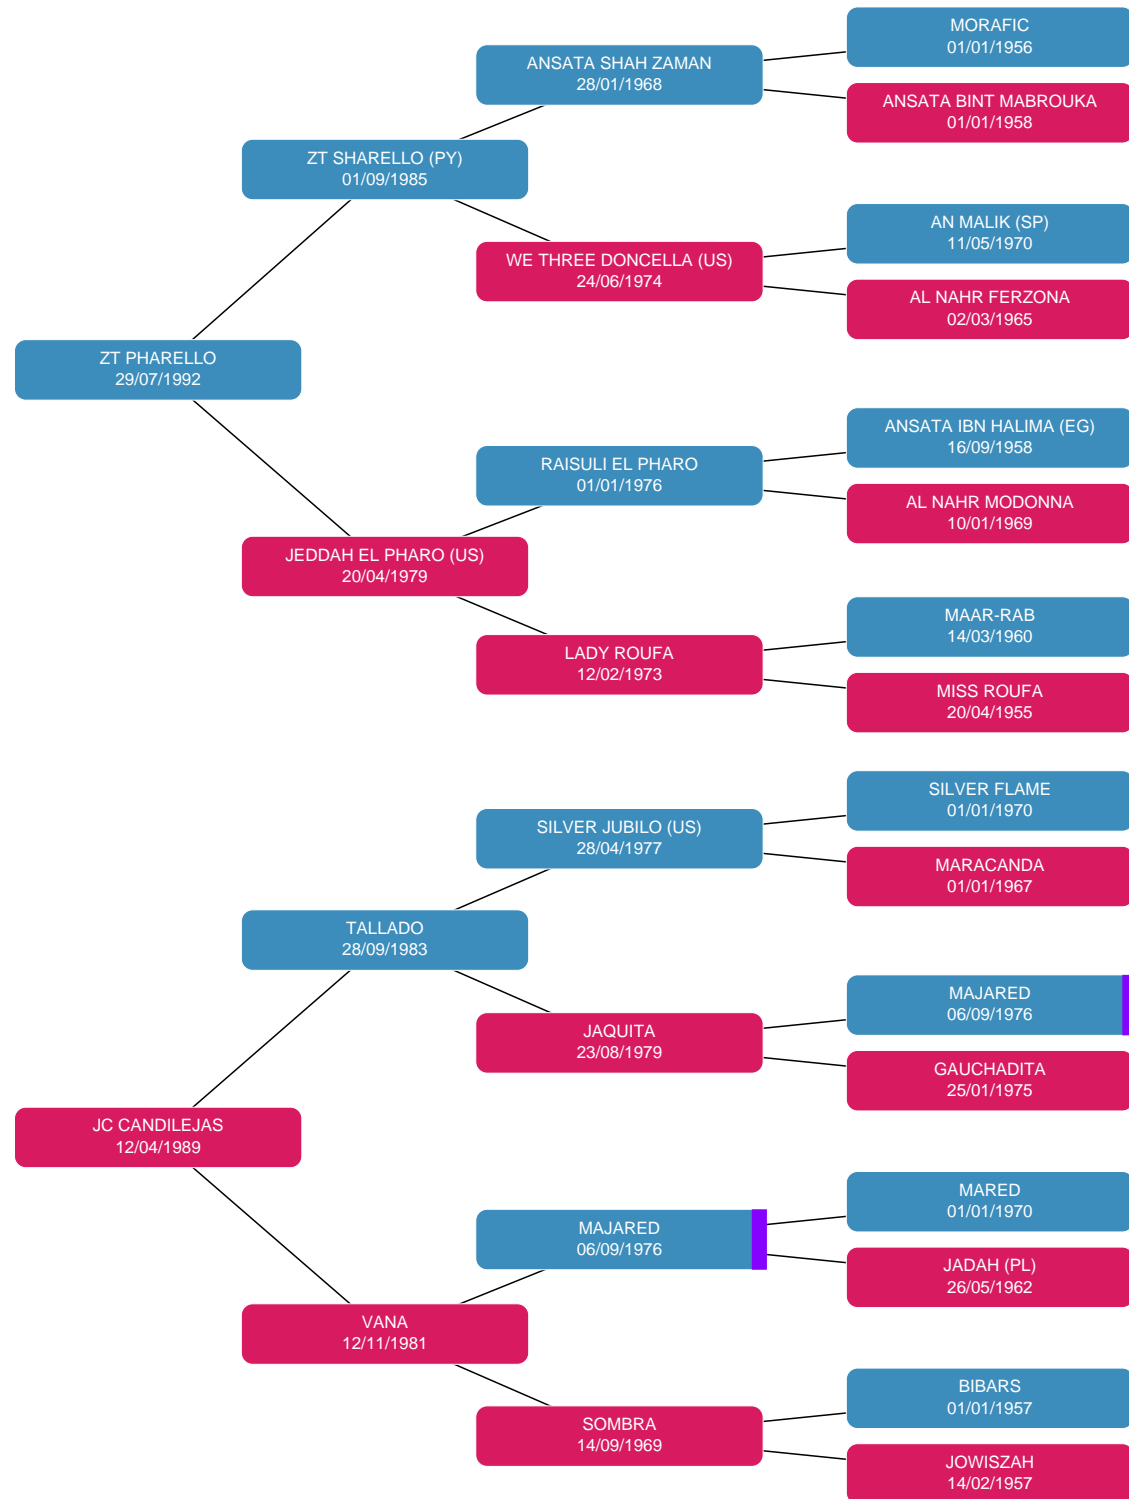 MORAFIC
01/01/1956
ANSATA SHAH ZAMAN
28/01/1968
ANSATA BINT MABROUKA
01/01/1958
ZT SHARELLO (PY)
01/09/1985
AN MALIK (SP)
11/05/1970
WE THREE DONCELLA (US)
24/06/1974
AL NAHR FERZONA
02/03/1965
ZT PHARELLO
29/07/1992
ANSATA IBN HALIMA (EG)
16/09/1958
RAISULI EL PHARO
01/01/1976
AL NAHR MODONNA
10/01/1969
JEDDAH EL PHARO (US)
20/04/1979
MAAR-RAB
14/03/1960
LADY ROUFA
12/02/1973
MISS ROUFA
20/04/1955
SILVER FLAME
01/01/1970
SILVER JUBILO (US)
28/04/1977
MARACANDA
01/01/1967
TALLADO
28/09/1983
MAJARED
06/09/1976
JAQUITA
23/08/1979
GAUCHADITA
25/01/1975
JC CANDILEJAS
12/04/1989
MARED
01/01/1970
MAJARED
06/09/1976
JADAH (PL)
26/05/1962
VANA
12/11/1981
BIBARS
01/01/1957
SOMBRA
14/09/1969
JOWISZAH
14/02/1957